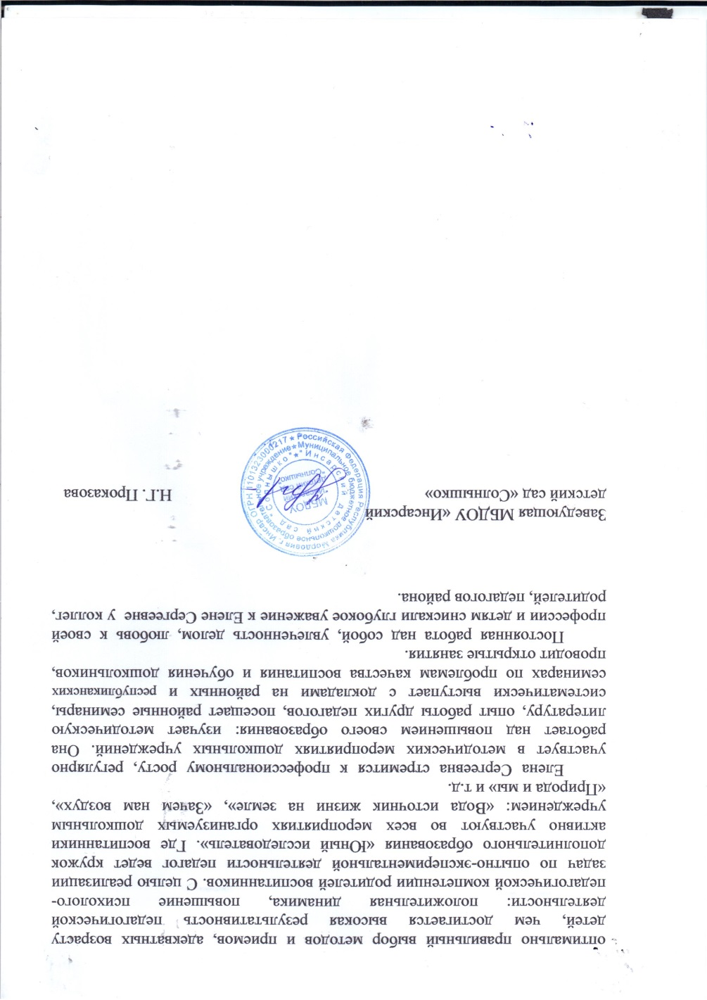 оптимально правильный выбор методов и приемов, адекватных возрасту
детей, чем достигается высокая результативность педагогической
деятельности: положительная динамика, повышение психолого-
педагогической компетенции родителей воспитанников. С целью реализации
задач по опытно-экспериментальной деятельности педагог ведет кружок
дополнительного образования «Юный исследователь». Где воспитанники
активно участвуют во всех мероприятиях организуемых дошкольным
учреждением: «Вода источник жизни на земле», «Зачем нам воздух»,
«Природа и мы» и т.д.
Елена Сергеевна стремится к профессиональному росту, регулярно
участвует в методических мероприятиях дошкольных учреждений. Она
работает над повышением своего образования: изучает методическую
литературу, опыт работы других педагогов, посещает районные семинары,
систематически выступает с докладами на районных и республиканских
семинарах по проблемам качества воспитания и обучения дошкольников,
проводит открытые занятия.
Постоянная работа над собой, увлеченность делом, любовь к своей
профессии и детям снискали глубокое уважение к Елене Сергеевне у коллег,
родителей, педагогов района.
Заведующая МБДОУ «Инсарский
детский сад «Солнышко» Н.Г. Проказова
Российская Федерация Республика Мордовия г. Инсар ОГРН 1101323000217
Муниципальное бюджетное дошкольное образовательное учреждение
"Инсарский детский сад "Солнышко"
МБДОУ
"Инсарский
детский сад
"Солнышко"